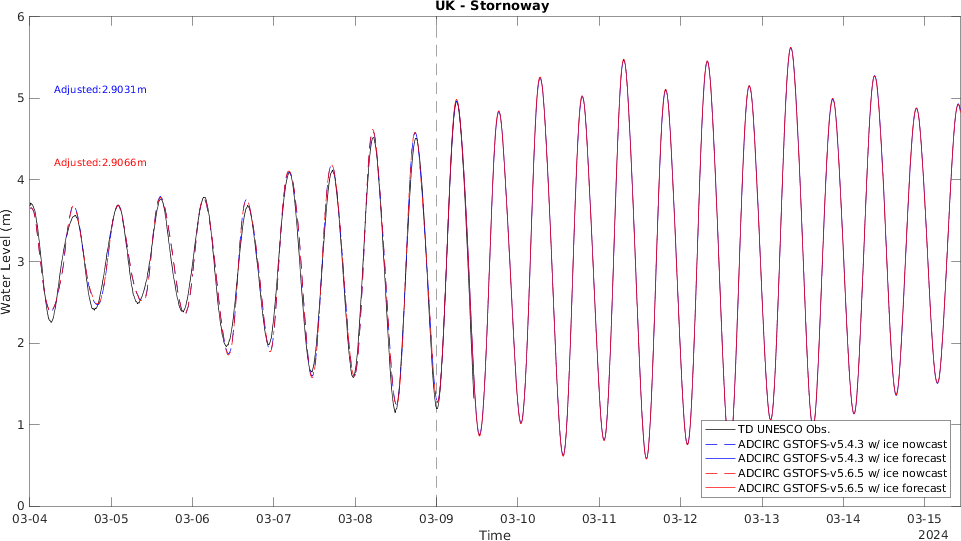 UK - Stornoway
6
5
4
3
2
1
0
Water Level (m)
Adjusted:2.9031m
Adjusted:2.9066m
TD UNESCO Obs.
ADCIRC GSTOFS-v5.4.3 w/ ice nowcast
ADCIRC GSTOFS-v5.4.3 w/ ice forecast
ADCIRC GSTOFS-v5.6.5 w/ ice nowcast
ADCIRC GSTOFS-v5.6.5 w/ ice forecast
03-04 03-05 03-06 03-07 03-08 03-09 03-10 03-11 03-12 03-13 03-14 03-15
Time
2024